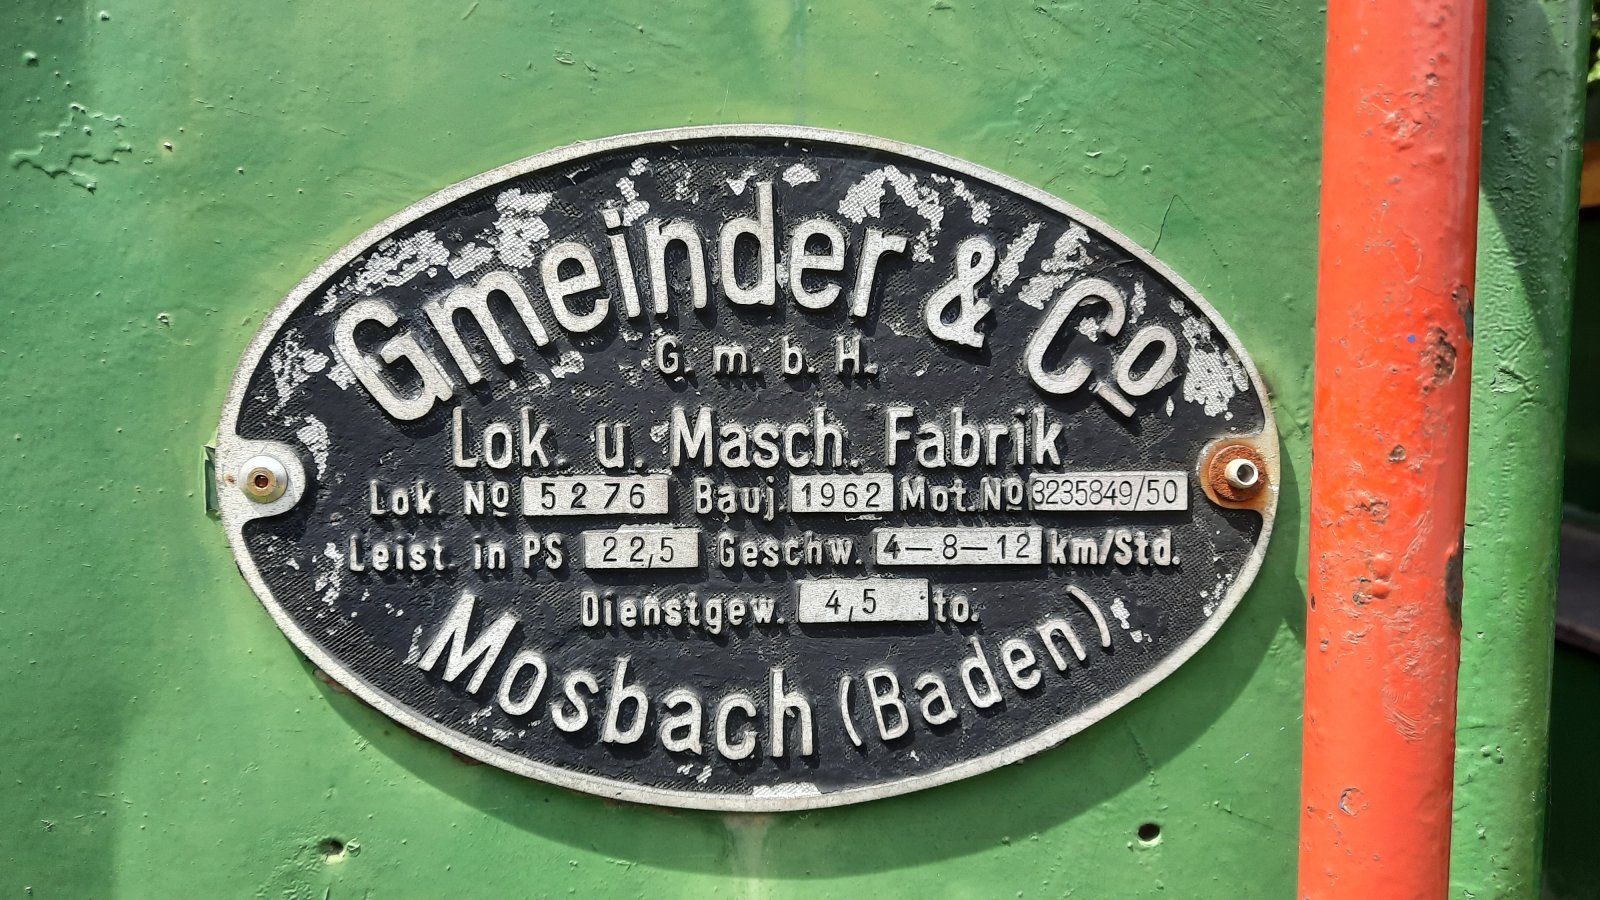 Gmeinder & Co
G. m. b. H.
Lok. u. Masch. Fabrik
Lok. Nº 5276 Bauj. 1962 Mot. Nº 3235849/50
Leist. in PS 22,5 Geschw. 4-8-12 km/Std.
Dienstgew. 4,5 to.
Mosbach (Baden)